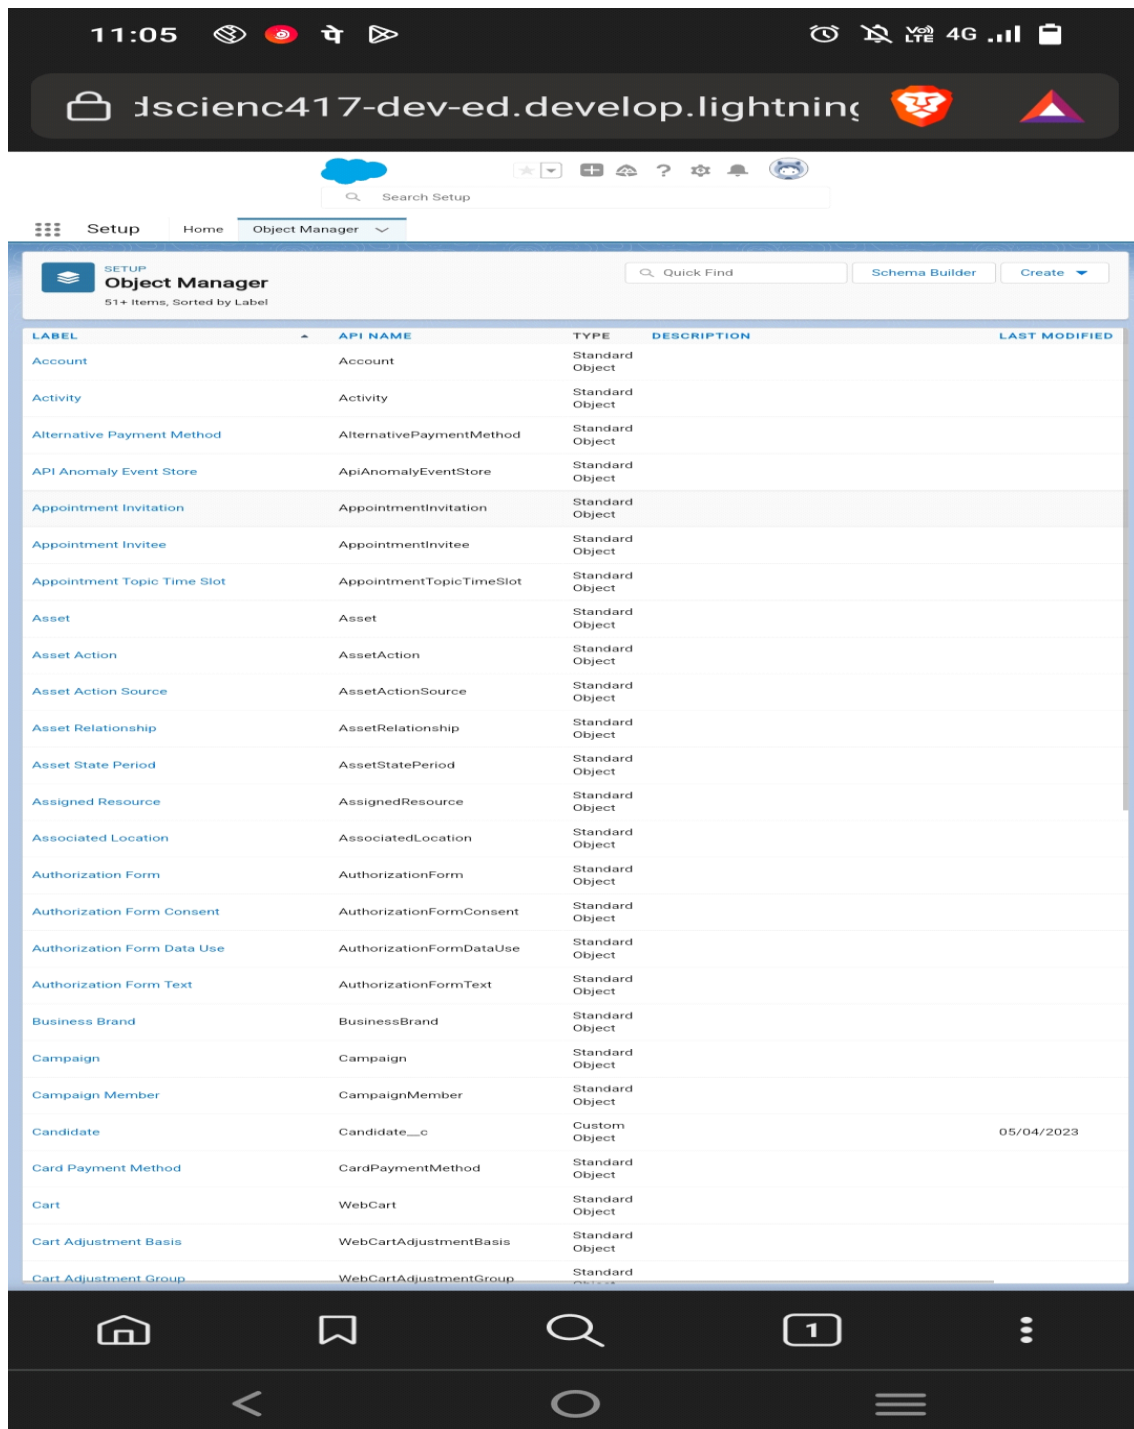 11:05 पे VoD LTE 4G
dscienc417-dev-ed.develop.lightning
? 
Search Setup
Setup Home Object Manager
SETUP
Object Manager
51+ Items, Sorted by Label
Quick Find Schema Builder Create
LABEL API NAME TYPE DESCRIPTION LAST MODIFIED
Account Account Standard Object
Activity Activity Standard Object
Alternative Payment Method AlternativePaymentMethod Standard Object
API Anomaly Event Store ApiAnomalyEventStore Standard Object
Appointment Invitation AppointmentInvitation Standard Object
Appointment Invitee AppointmentInvitee Standard Object
Appointment Topic Time Slot AppointmentTopicTimeSlot Standard Object
Asset Asset Standard Object
Asset Action AssetAction Standard Object
Asset Action Source AssetActionSource Standard Object
Asset Relationship AssetRelationship Standard Object
Asset State Period AssetStatePeriod Standard Object
Assigned Resource AssignedResource Standard Object
Associated Location AssociatedLocation Standard Object
Authorization Form AuthorizationForm Standard Object
Authorization Form Consent AuthorizationFormConsent Standard Object
Authorization Form Data Use AuthorizationFormDataUse Standard Object
Authorization Form Text AuthorizationFormText Standard Object
Business Brand BusinessBrand Standard Object
Campaign Campaign Standard Object
Campaign Member CampaignMember Standard Object
Candidate Candidate__c Custom Object 05/04/2023
Card Payment Method CardPaymentMethod Standard Object
Cart WebCart Standard Object
Cart Adjustment Basis WebCartAdjustmentBasis Standard Object
Cart Adjustment Group WebCartAdjustmentGroup Standard
1